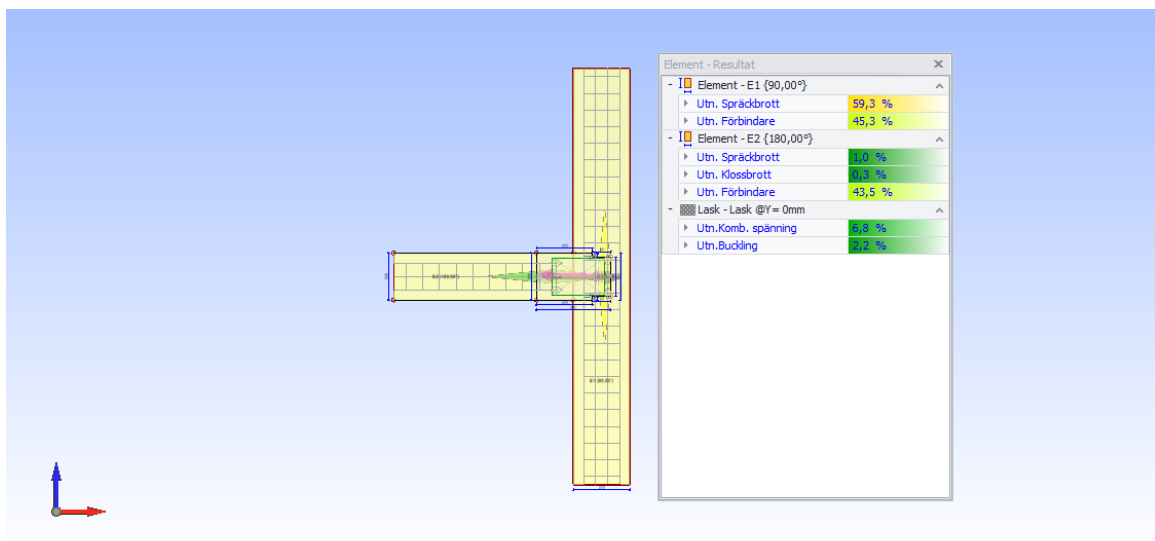 Element - Resultat
Element - E1 {90,00°}
Utn. Spräckbrott 59,3 %
Utn. Förbindare 45,3 %
Element - E2 {180,00°}
Utn. Spräckbrott 1,0 %
Utn. Klossbrott 0,3 %
Utn. Förbindare 43,5 %
Lask - Lask @Y= 0mm
Utn.Komb. spänning 6,8 %
Utn.Buckling 2,2 %